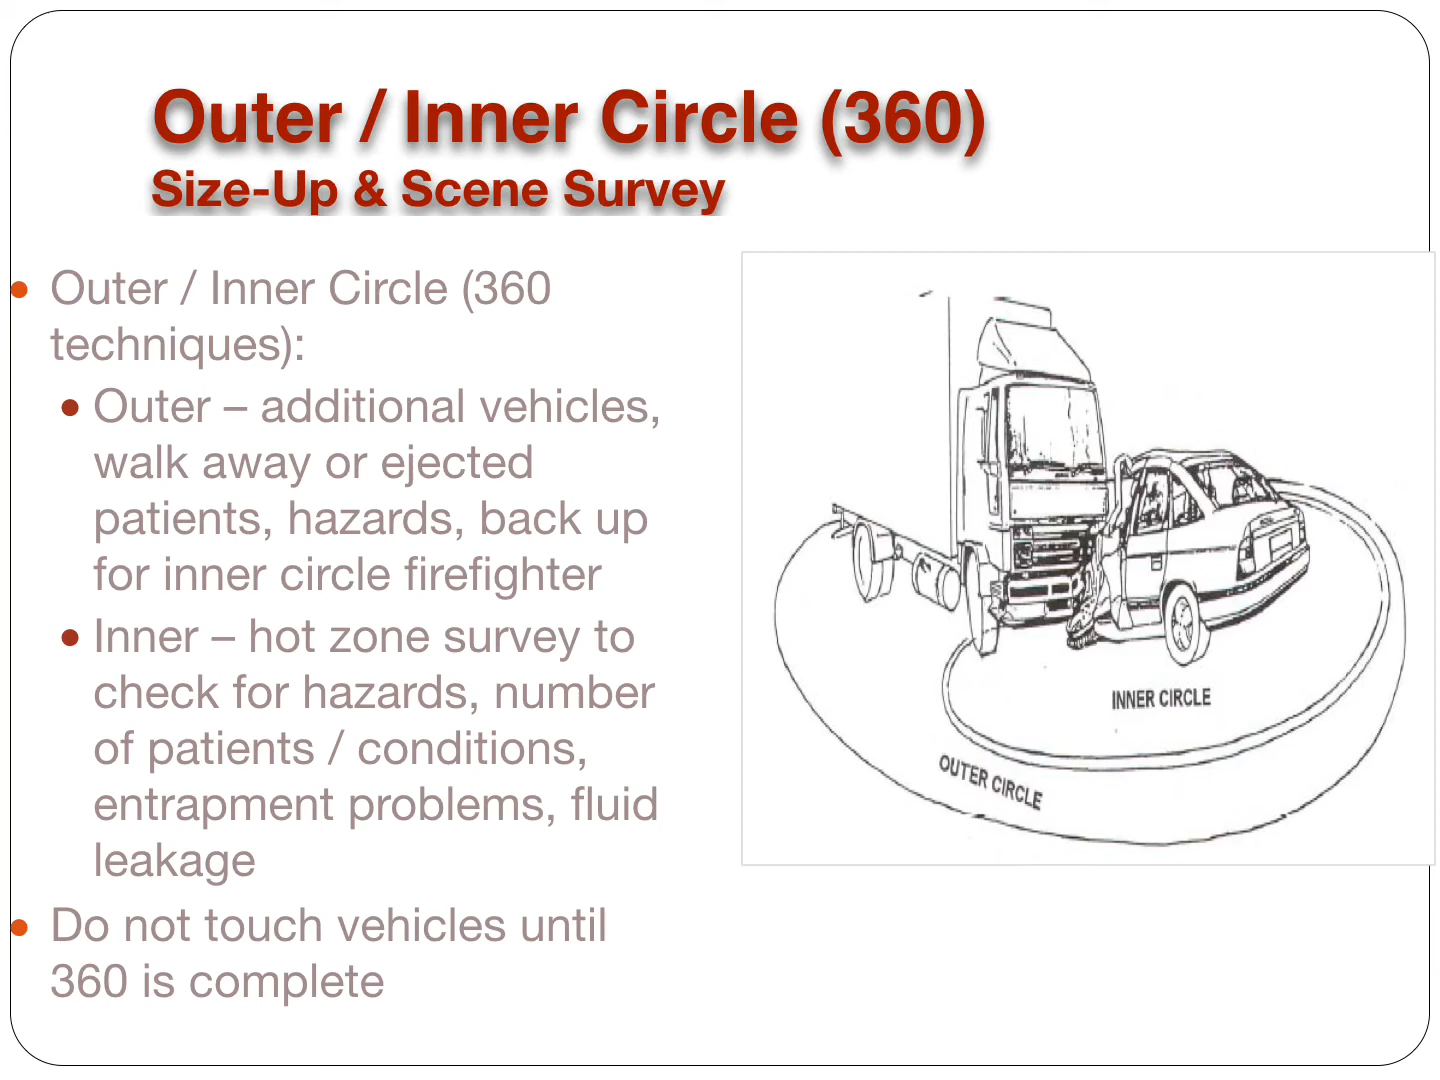 Outer / Inner Circle (360)
Size-Up & Scene Survey
• Outer / Inner Circle (360
techniques):
• Outer – additional vehicles,
walk away or ejected
patients, hazards, back up
for inner circle firefighter
• Inner – hot zone survey to
check for hazards, number
of patients / conditions,
entrapment problems, fluid
leakage
• Do not touch vehicles until
360 is complete
INNER CIRCLE
OUTER CIRCLE